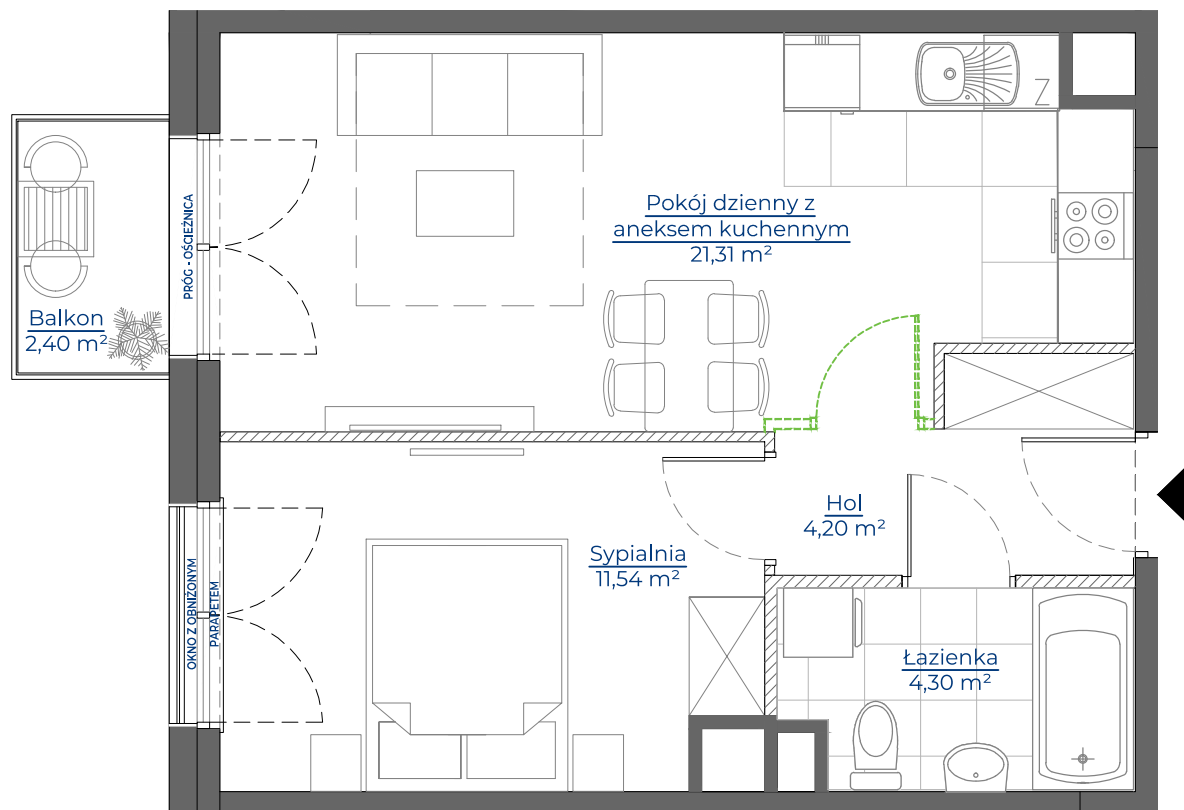 Z
Pokój dzienny z
aneksem kuchennym
21,31 m²
PRÓG - OŚCIEŻNICA
Balkon
2,40 m²
Hol
4,20 m²
Sypialnia
11,54 m²
OKNO Z OBNIŻONYM
PARAPETEM
Łazienka
4,30 m²